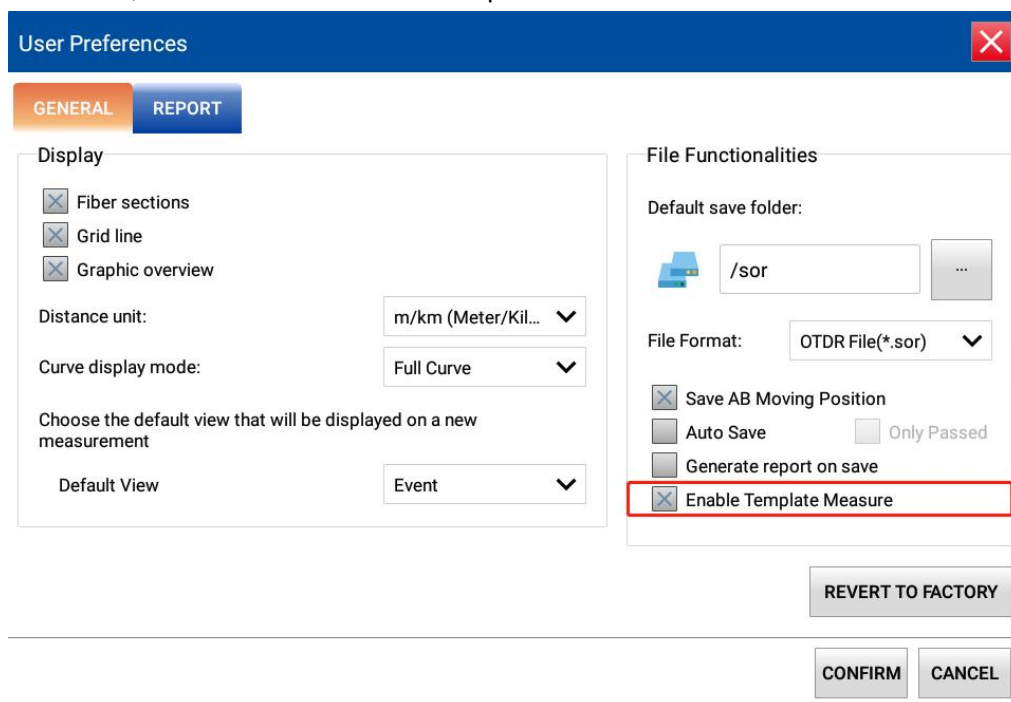 User Preferences
GENERAL
REPORT
Display
Fiber sections
Grid line
Graphic overview
Distance unit:
m/km (Meter/Kil...
Curve display mode:
Full Curve
Choose the default view that will be displayed on a new
measurement
Default View
Event
File Functionalities
Default save folder:
/sor
...
File Format:
OTDR File(*.sor)
Save AB Moving Position
Auto Save
Only Passed
Generate report on save
Enable Template Measure
REVERT TO FACTORY
CONFIRM
CANCEL